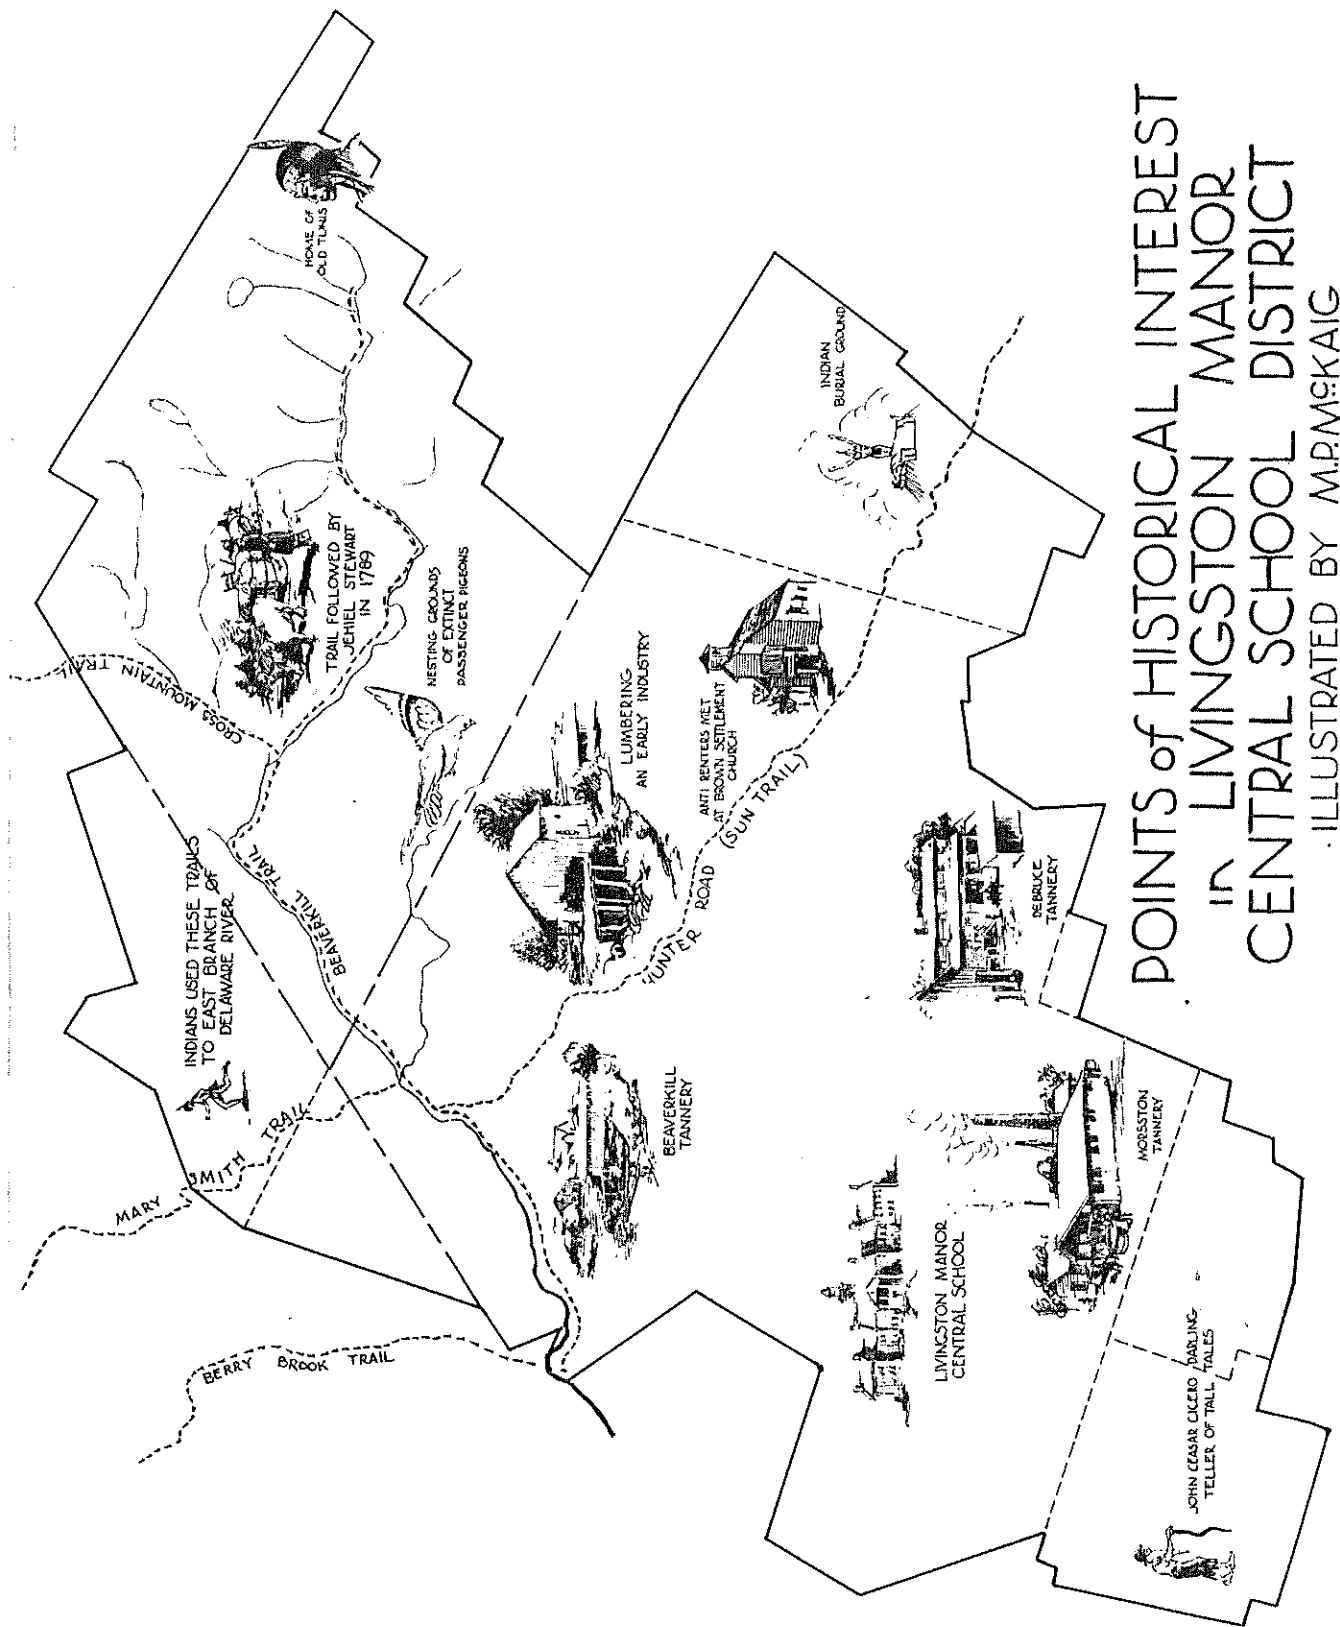 INDIANS USED THESE TRAILS
TO EAST BRANCH OF
DELAWARE RIVER
MARY SMITH TRAIL
BERRY BROOK TRAIL
CROSS MOUNTAIN TRAIL
BEAVERKILL TRAIL
TRAIL FOLLOWED BY
JEHIEL STEWART
IN 1789
HOME OF
OLD TUNIS
NESTING GROUNDS
OF EXTINCT
PASSENGER PIGEONS
LUMBERING
AN EARLY INDUSTRY
BEAVERKILL
TANNERY
HUNTER ROAD (SUN TRAIL)
ANTI RENTERS MET
AT BROWN SETTLEMENT
CHURCH
INDIAN
BURIAL GROUND
LIVINGSTON MANOR
CENTRAL SCHOOL
DEBRUCE
TANNERY
MORSSTON
TANNERY
JOHN CEASAR CICERO DARLING
TELLER OF TALL TALES
POINTS of HISTORICAL INTEREST
in LIVINGSTON MANOR
CENTRAL SCHOOL DISTRICT
ILLUSTRATED BY M.P.McKAIG